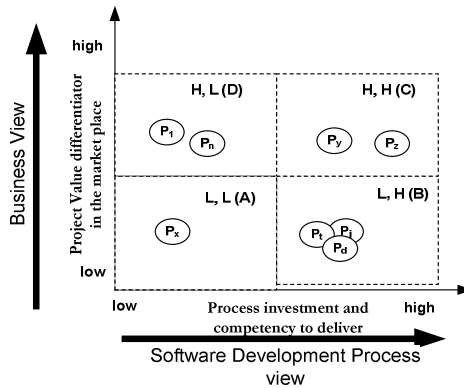 high
H, L (D)
H, H (C)
P1
Pn
Py
Pz
L, L (A)
L, H (B)
Px
Pt
Pj
Pd
low
low
high
Business View
Project Value differentiator
in the market place
Process investment and
competency to deliver
Software Development Process
view